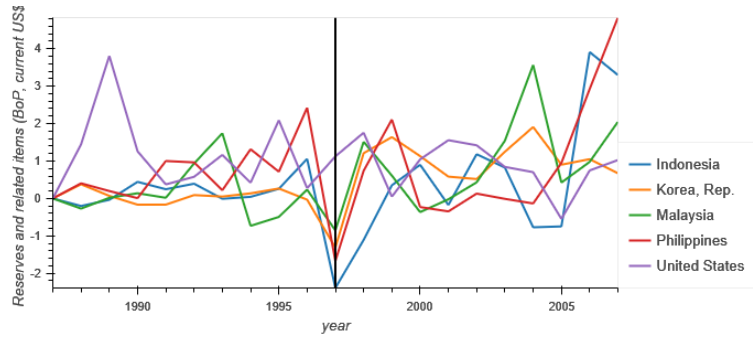 Reserves and related items (BoP, current US$
4
3
2
1
0
-1
-2
1990
1995
2000
2005
year
Indonesia
Korea, Rep.
Malaysia
Philippines
United States